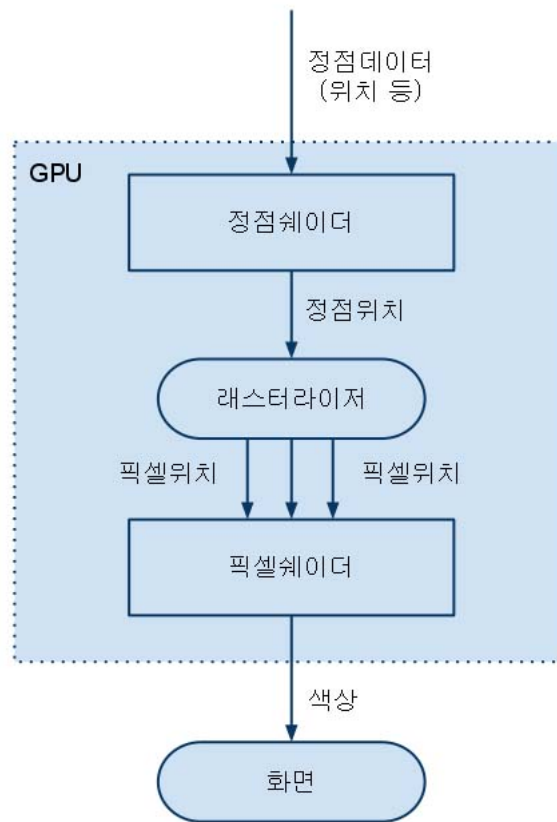 정점데이터
(위치 등)
GPU
정점쉐이더
정점위치
래스터라이저
픽셀위치
픽셀위치
픽셀쉐이더
색상
화면